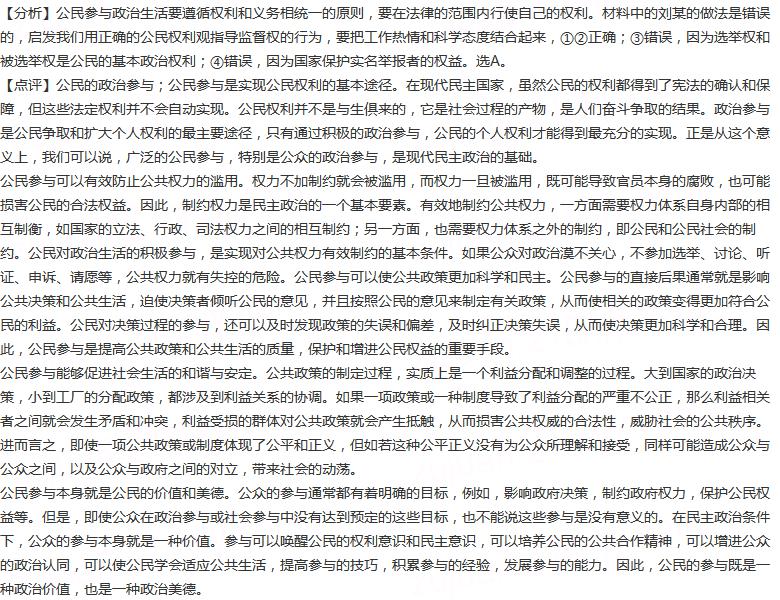 【分析】公民参与政治生活要遵循权利和义务相统一的原则，要在法律的范围内行使自己的权利。材料中的刘某的做法是错误
的，启发我们用正确的公民权利观指导监督权的行为，要把工作热情和科学态度结合起来，①②正确；③错误，因为选举权和
被选举权是公民的基本政治权利；④错误，因为国家保护实名举报者的权益。选A。
【点评】公民的政治参与；公民参与是实现公民权利的基本途径。在现代民主国家，虽然公民的权利都得到了宪法的确认和保
障，但这些法定权利并不会自动实现。公民权利并不是与生俱来的，它是社会过程的产物，是人们奋斗争取的结果。政治参与
是公民争取和扩大个人权利的最主要途径，只有通过积极的政治参与，公民的个人权利才能得到最充分的实现。正是从这个意
义上，我们可以说，广泛的公民参与，特别是公众的政治参与，是现代民主政治的基础。
公民参与可以有效防止公共权力的滥用。权力不加制约就会被滥用，而权力一旦被滥用，既可能导致官员本身的腐败，也可能
损害公民的合法权益。因此，制约权力是民主政治的一个基本要素。有效地制约公共权力，一方面需要权力体系自身内部的相
互制衡，如国家的立法、行政、司法权力之间的相互制约；另一方面，也需要权力体系之外的制约，即公民和公民社会的制
约。公民对政治生活的积极参与，是实现对公共权力有效制约的基本条件。如果公众对政治漠不关心，不参加选举、讨论、听
证、申诉、请愿等，公共权力就有失控的危险。公民参与可以使公共政策更加科学和民主。公民参与的直接后果通常就是影响
公共决策和公共生活，迫使决策者倾听公民的意见，并且按照公民的意见来制定有关政策，从而使相关的政策变得更加符合公
民的利益。公民对决策过程的参与，还可以及时发现政策的失误和偏差，及时纠正决策失误，从而使决策更加科学和合理。因
此，公民参与是提高公共政策和公共生活的质量，保护和增进公民权益的重要手段。
公民参与能够促进社会生活的和谐与安定。公共政策的制定过程，实质上是一个利益分配和调整的过程。大到国家的政治决
策，小到工厂的分配政策，都涉及到利益关系的协调。如果一项政策或一种制度导致了利益分配的严重不公正，那么利益相关
者之间就会发生矛盾和冲突，利益受损的群体对公共政策就会产生抵触，从而损害公共权威的合法性，威胁社会的公共秩序。
进而言之，即使一项公共政策或制度体现了公平和正义，但如若这种公平正义没有为公众所理解和接受，同样可能造成公众与
公众之间，以及公众与政府之间的对立，带来社会的动荡。
公民参与本身就是公民的价值和美德。公众的参与通常都有着明确的目标，例如，影响政府决策，制约政府权力，保护公民权
益等。但是，即使公众在政治参与或社会参与中没有达到预定的这些目标，也不能说这些参与是没有意义的。在民主政治条件
下，公众的参与本身就是一种价值。参与可以唤醒公民的权利意识和民主意识，可以培养公民的公共合作精神，可以增进公众
的政治认同，可以使公民学会适应公共生活，提高参与的技巧，积累参与的经验，发展参与的能力。因此，公民的参与既是一
种政治价值，也是一种政治美德。